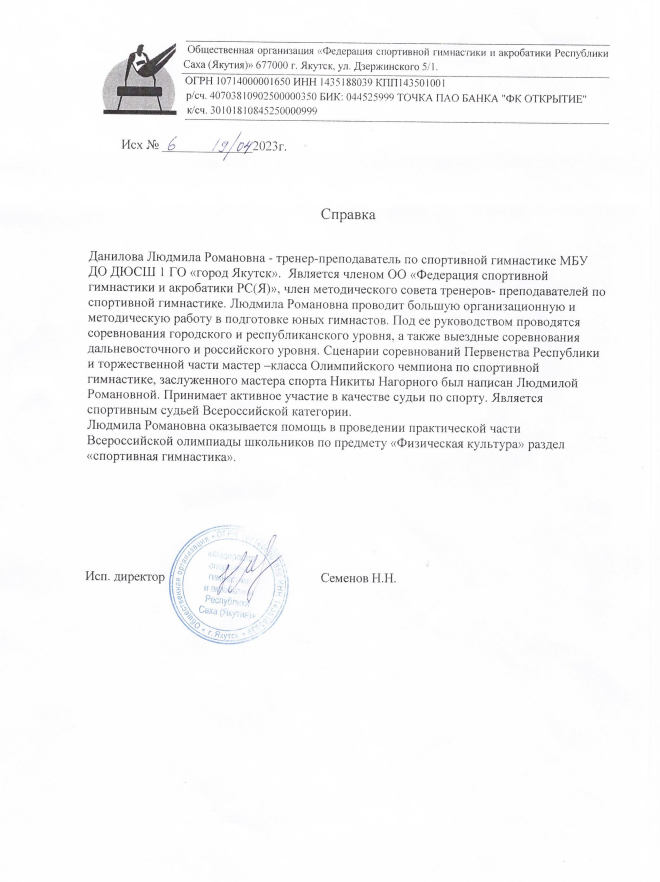 Общественная организация «Федерация спортивной гимнастики и акробатики Республики
Саха (Якутия)» 677000 г. Якутск, ул. Дзержинского 5/1.
ОГРН 10714000001650 ИНН 1435188039 КПП143501001
р/сч. 40703810902500000350 БИК: 044525999 ТОЧКА ПАО БАНКА "ФК ОТКРЫТИЕ"
к/сч. 30101810845250000999
Исх № 6 19/04 2023г.
Справка
Данилова Людмила Романовна - тренер-преподаватель по спортивной гимнастике МБУ
ДО ДЮСШ 1 ГО «город Якутск». Является членом ОО «Федерация спортивной
гимнастики и акробатики РС(Я)», член методического совета тренеров- преподавателей по
спортивной гимнастике. Людмила Романовна проводит большую организационную и
методическую работу в подготовке юных гимнастов. Под ее руководством проводятся
соревнования городского и республиканского уровня, а также выездные соревнования
дальневосточного и российского уровня. Сценарии соревнований Первенства Республики
и торжественной части мастер –класса Олимпийского чемпиона по спортивной
гимнастике, заслуженного мастера спорта Никиты Нагорного был написан Людмилой
Романовной. Принимает активное участие в качестве судьи по спорту. Является
спортивным судьей Всероссийской категории.
Людмила Романовна оказывается помощь в проведении практической части
Всероссийской олимпиады школьников по предмету «Физическая культура» раздел
«спортивная гимнастика».
Исп. директор
Семенов Н.Н.
Общественная организация
г. Якутск
Республики
Саха (Якутия)